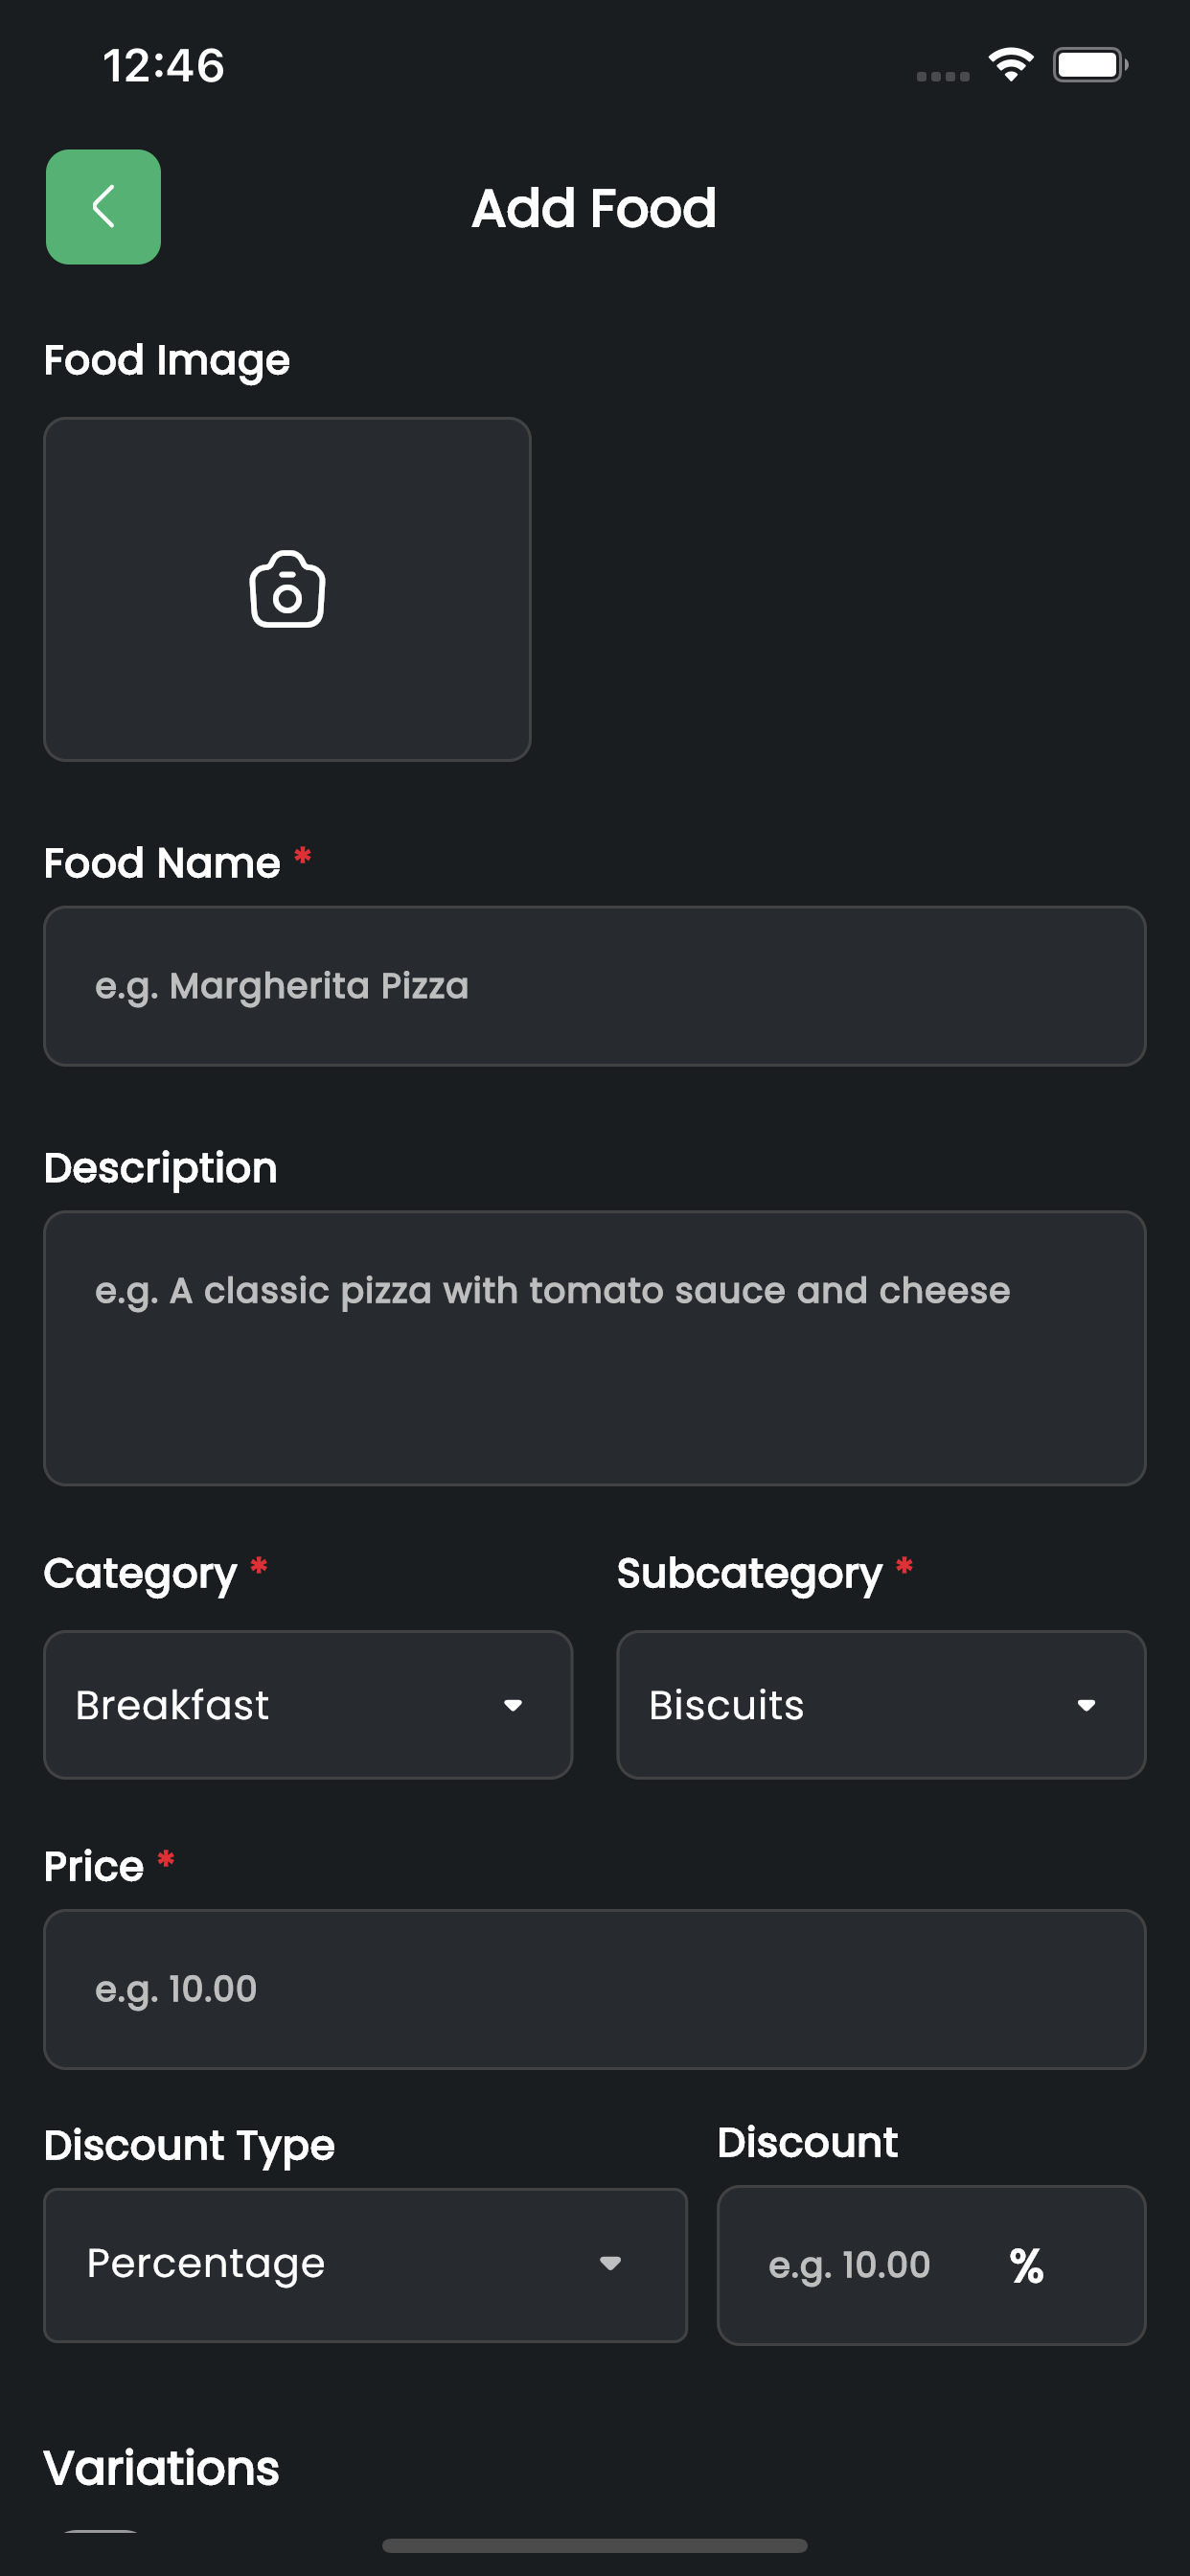 12:46
Add Food
Food Image
Food Name *
e.g. Margherita Pizza
Description
e.g. A classic pizza with tomato sauce and cheese
Category * Subcategory *
Breakfast Biscuits
Price *
e.g. 10.00
Discount Type Discount
Percentage e.g. 10.00 %
Variations